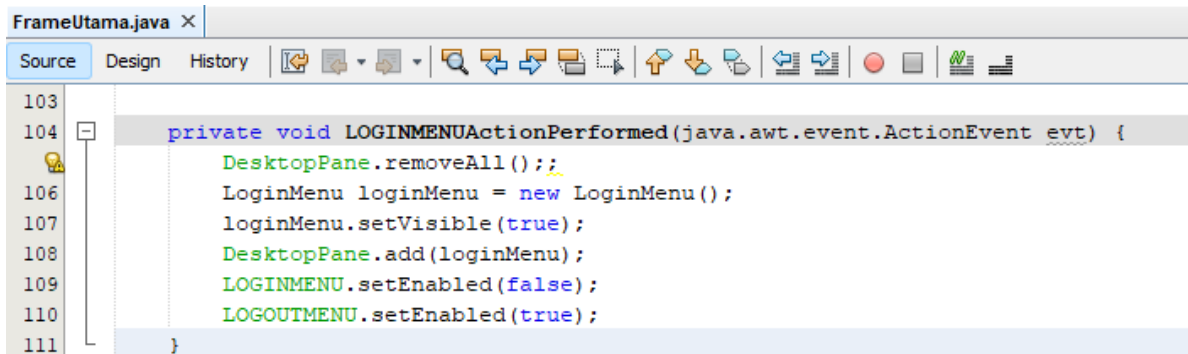 FrameUtama.java ×
Source Design History
103
104 private void LOGINMENUActionPerformed(java.awt.event.ActionEvent evt) {
DesktopPane.removeAll();;
106 LoginMenu loginMenu = new LoginMenu();
107 loginMenu.setVisible(true);
108 DesktopPane.add(loginMenu);
109 LOGINMENU.setEnabled(false);
110 LOGOUTMENU.setEnabled(true);
111 }